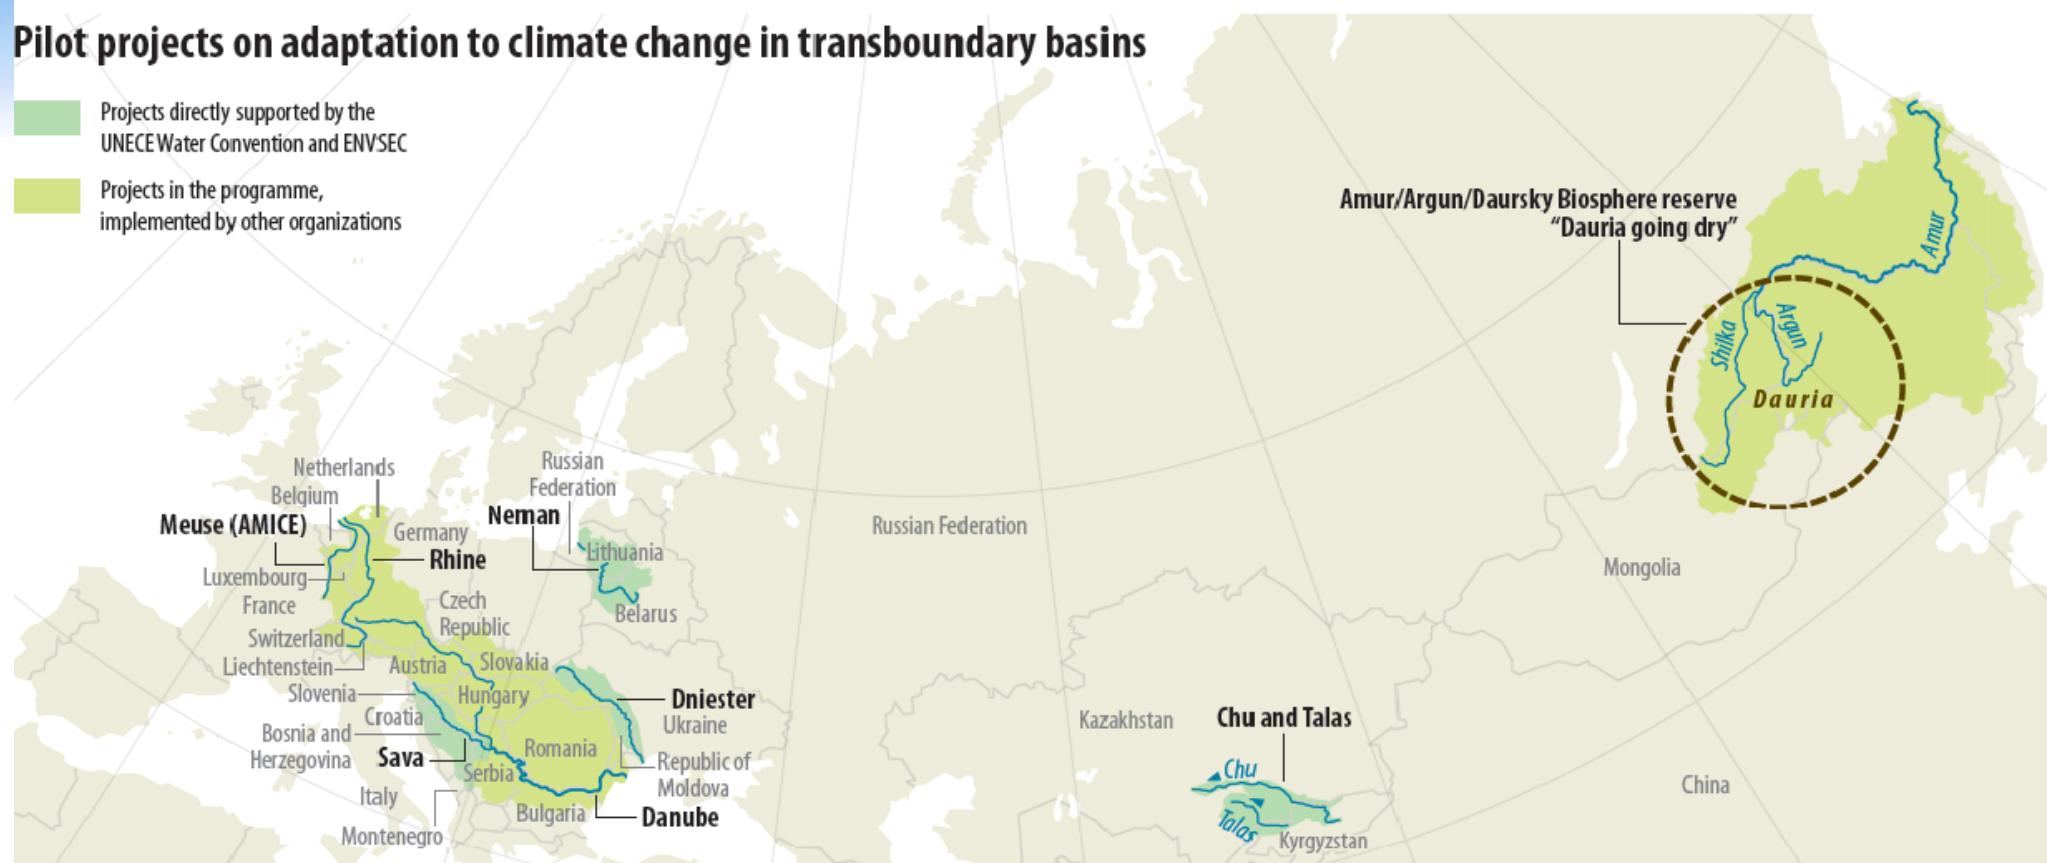 Pilot projects on adaptation to climate change in transboundary basins
Projects directly supported by the
UNECE Water Convention and ENVSEC
Projects in the programme,
implemented by other organizations
Amur/Argun/Daursky Biosphere reserve
“Dauria going dry”
Amur
Argun
Shilka
Dauria
Netherlands
Belgium
Meuse (AMICE)
Germany
Rhine
Luxembourg
France
Czech
Republic
Switzerland
Liechtenstein
Austria
Slovakia
Slovenia
Hungary
Croatia
Bosnia and
Herzegovina
Sava
Serbia
Romania
Italy
Montenegro
Bulgaria
Danube
Russian
Federation
Neman
Lithuania
Belarus
Dniester
Ukraine
Republic of
Moldova
Russian Federation
Kazakhstan
Chu and Talas
Chu
Talas
Kyrgyzstan
Mongolia
China